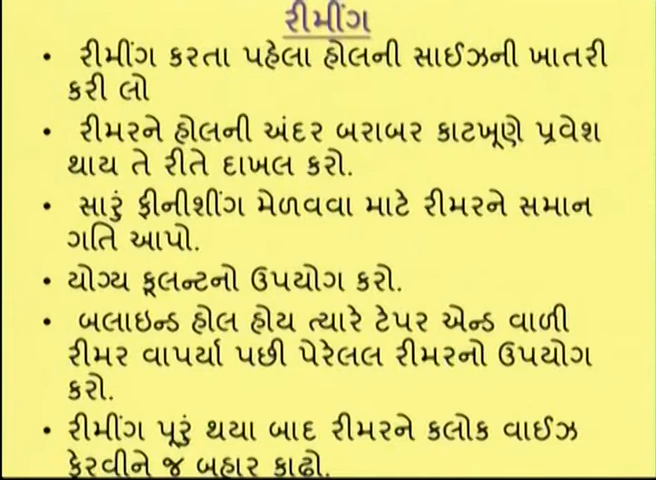 રીમીંગ
• રીમીંગ કરતા પહેલા હોલની સાઈઝની ખાતરી
કરી લો
• રીમરને હોલની અંદર બરાબર કાટખૂણે પ્રવેશ
થાય તે રીતે દાખલ કરો.
• સારું ફીનીશીંગ મેળવવા માટે રીમરને સમાન
ગતિ આપો.
• યોગ્ય કૂલન્ટનો ઉપયોગ કરો.
• બલાઇન્ડ હોલ હોય ત્યારે ટેપર એન્ડ વાળી
રીમર વાપર્યા પછી પેરેલલ રીમરનો ઉપયોગ
કરો.
• રીમીંગ પૂરું થયા બાદ રીમરને કલોક વાઈઝ
ફેરવીને જ બહાર કાઢો.